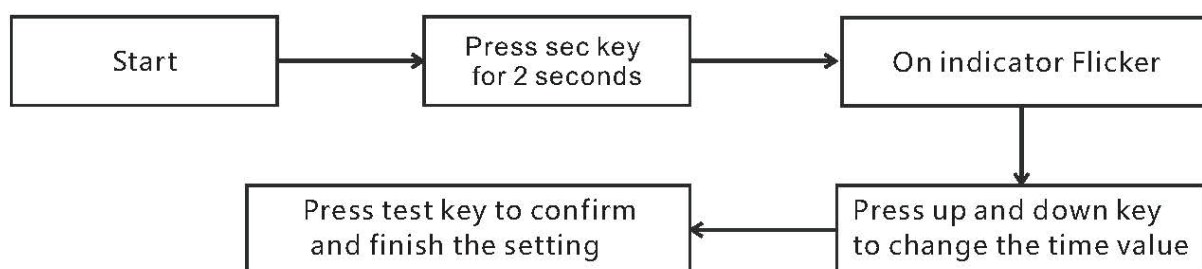 Start
Press sec key
for 2 seconds
On indicator Flicker
Press up and down key
to change the time value
Press test key to confirm
and finish the setting